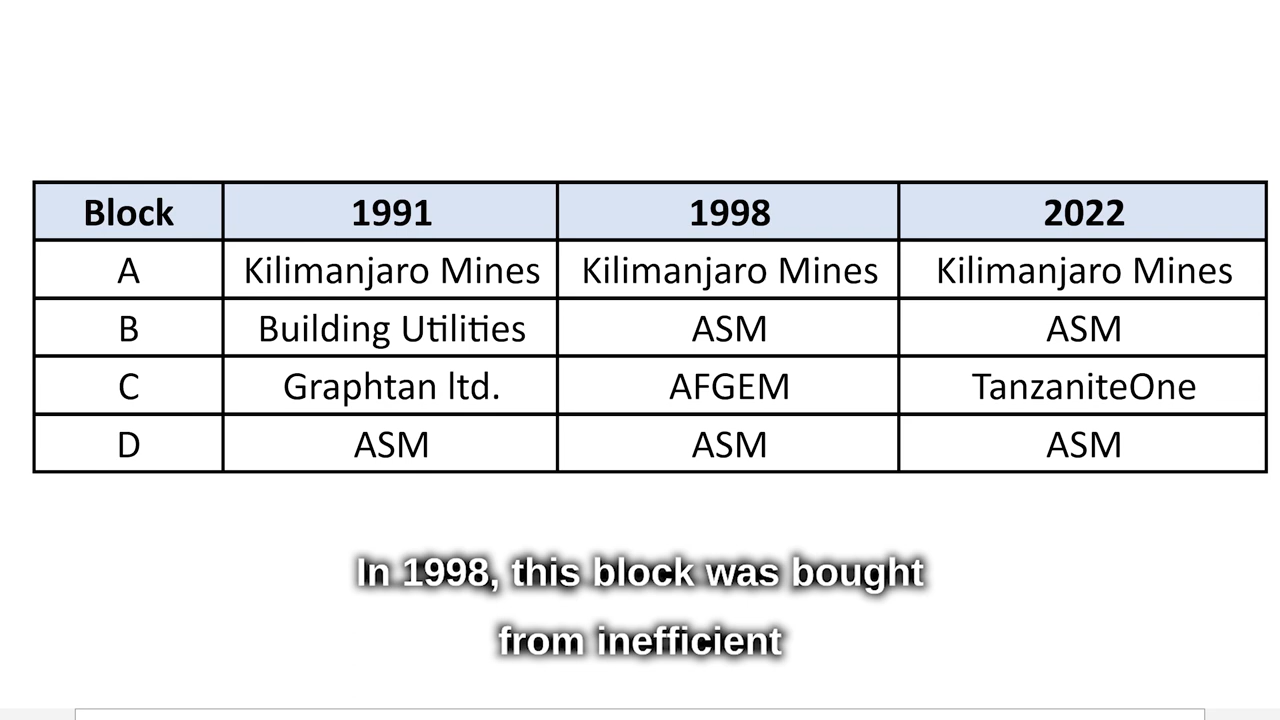 Block 1991 1998 2022
A Kilimanjaro Mines Kilimanjaro Mines Kilimanjaro Mines
B Building Utilities ASM ASM
C Graphtan ltd. AFGEM TanzaniteOne
D ASM ASM ASM
In 1998, this block was bought
from inefficient